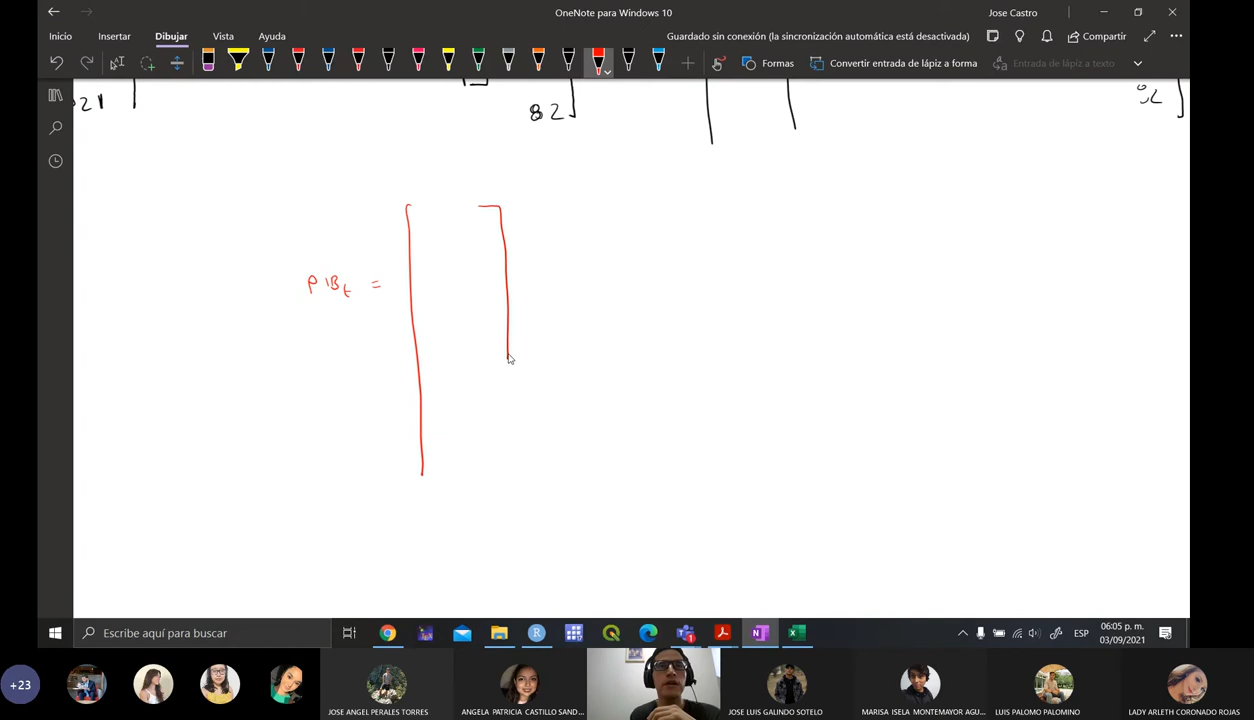 OneNote para Windows 10
Jose Castro
Inicio Insertar Dibujar Vista Ayuda
Guardado sin conexión (la sincronización automática está desactivada)
Compartir
Formas
Convertir entrada de lápiz a forma
Entrada de lápiz a texto
21
82
PIBt =
Escribe aquí para buscar
ESP
06:05 p. m.
03/09/2021
+23
JOSE ANGEL PERALES TORRES
ANGELA PATRICIA CASTILLO SAND...
JOSE LUIS GALINDO SOTELO
MARISA ISELA MONTEMAYOR AGU...
LUIS PALOMO PALOMINO
LADY ARLETH CORONADO ROJAS